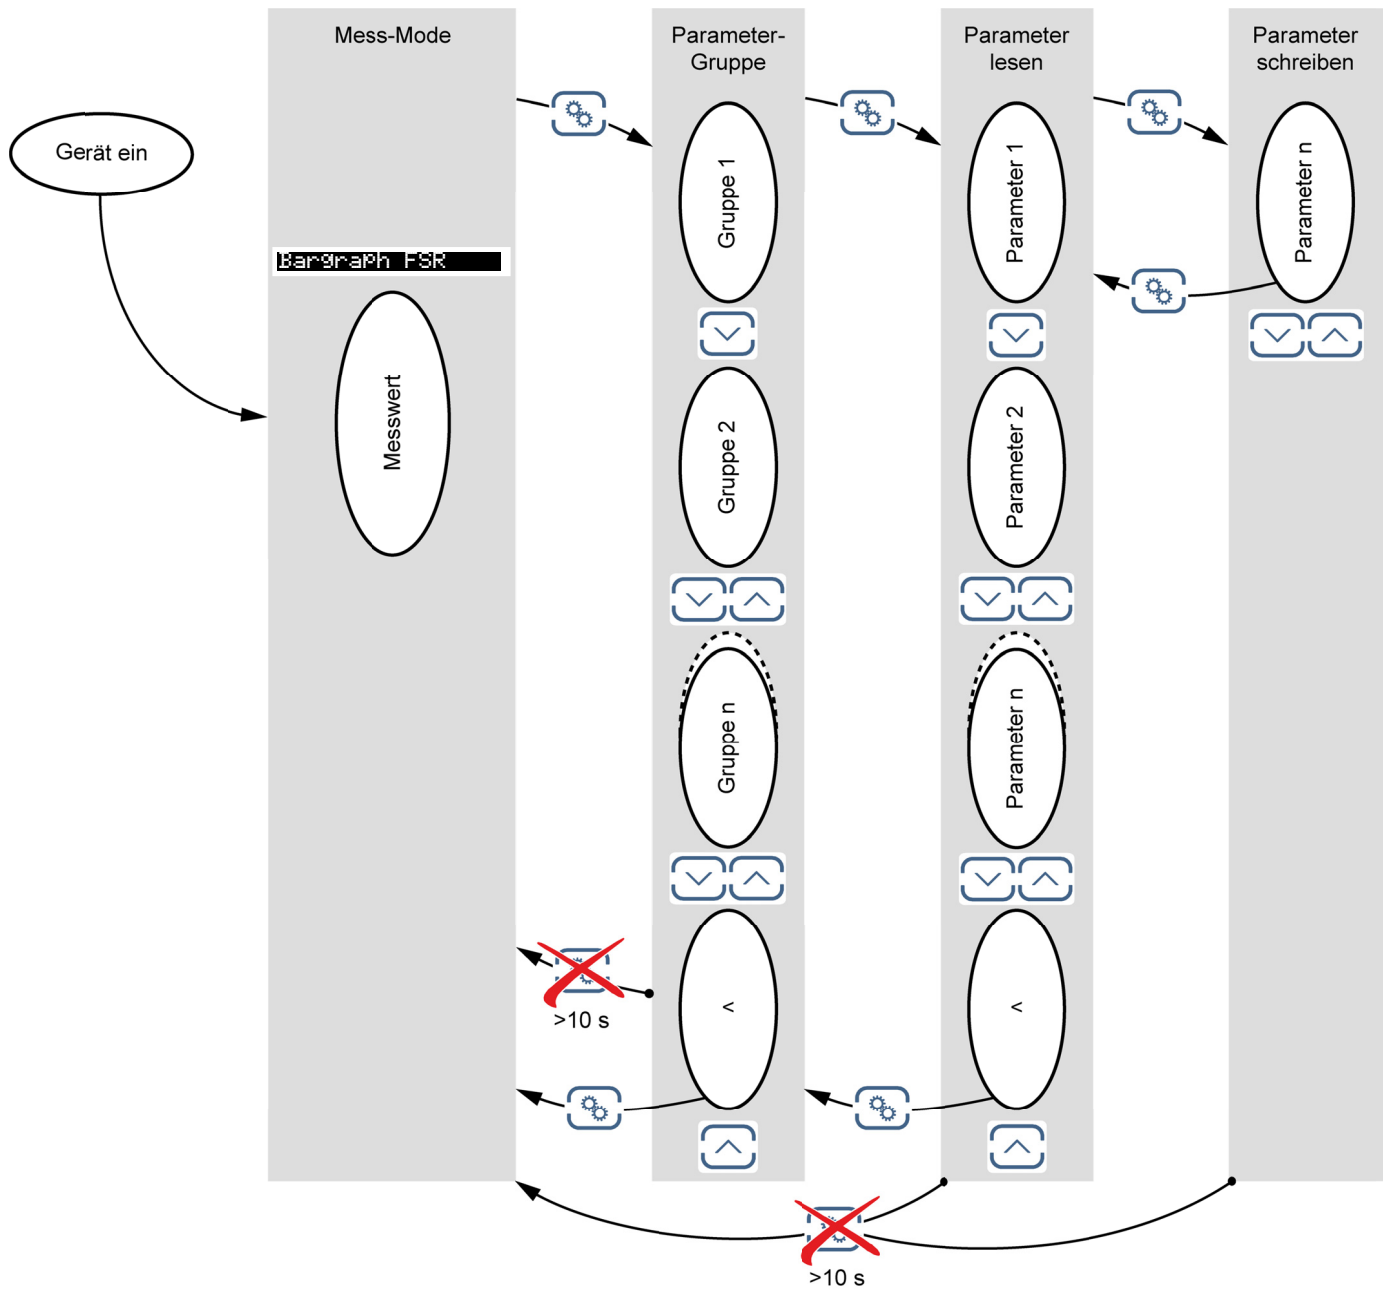 Mess-Mode
Parameter-
Gruppe
Parameter
lesen
Parameter
schreiben
Gerät ein
Bargraph FSR
Messwert
Gruppe 1
Gruppe 2
Gruppe n
<
Parameter 1
Parameter 2
Parameter n
<
Parameter n
>10 s
>10 s